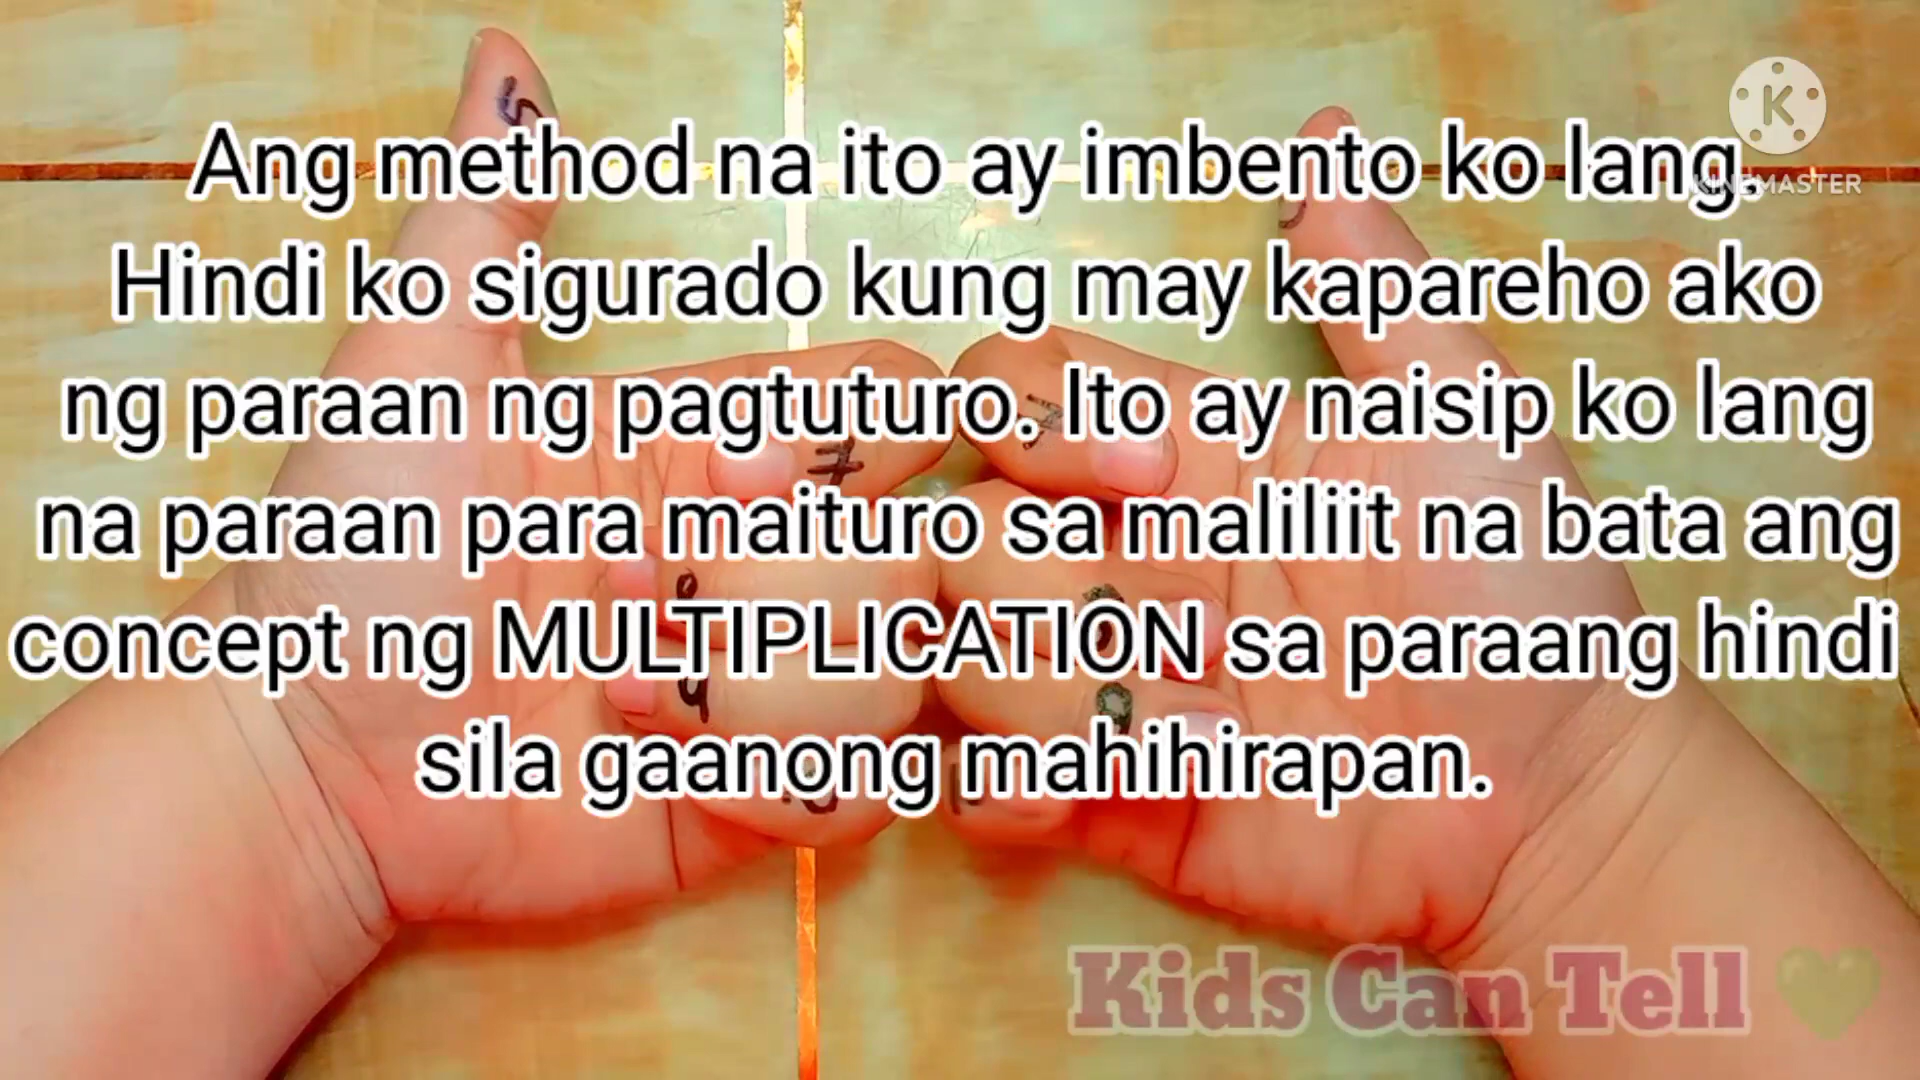 Ang method na ito ay imbento ko lang.
Hindi ko sigurado kung may kapareho ako
ng paraan ng pagtuturo. Ito ay naisip ko lang
na paraan para maituro sa maliliit na bata ang
concept ng MULTIPLICATION sa paraang hindi
sila gaanong mahihirapan.
K
KINEMASTER
Kids Can Tell